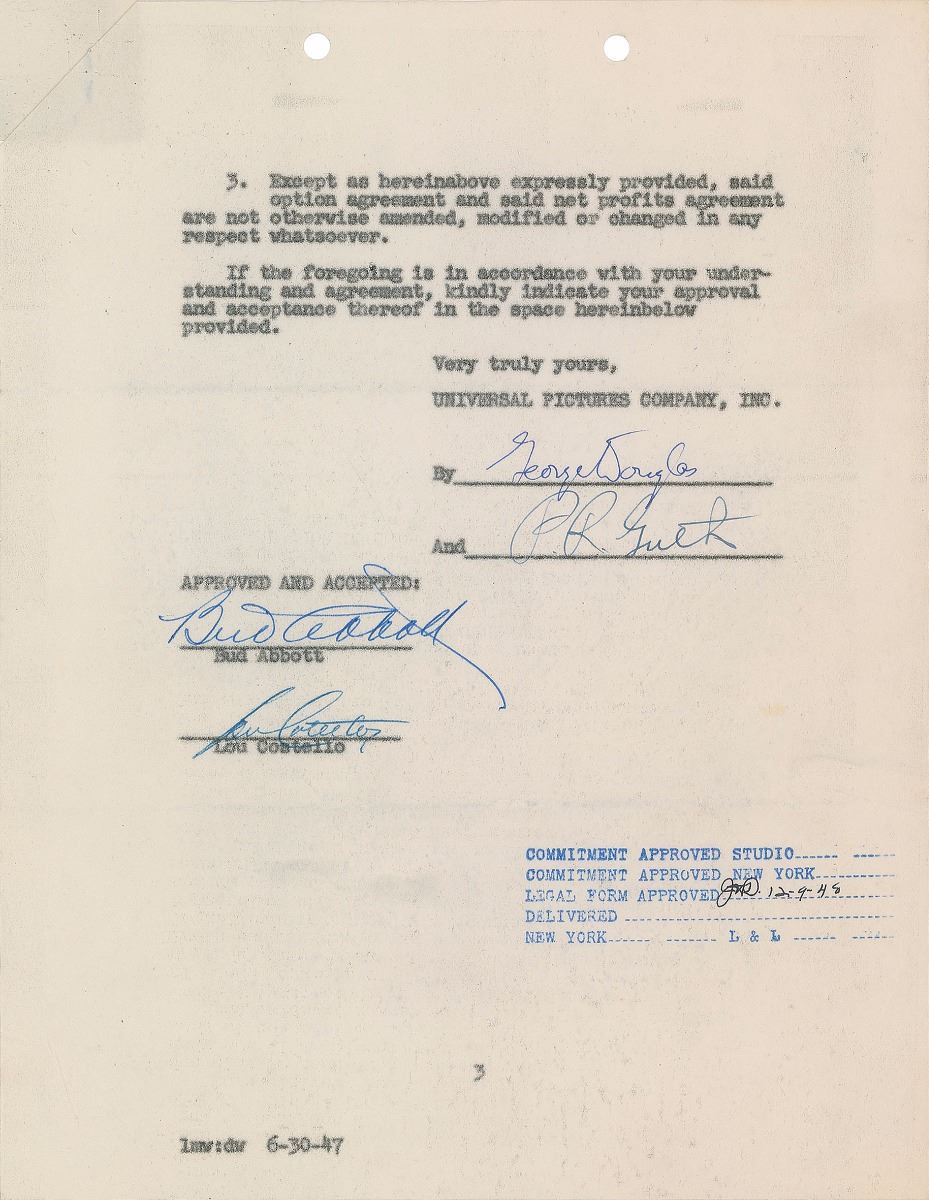 3. Except as hereinabove expressly provided, said
option agreement and said net profits agreement
are not otherwise amended, modified or changed in any
respect whatsoever.
If the foregoing is in accordance with your under-
standing and agreement, kindly indicate your approval
and acceptance thereof in the space hereinbelow
provided.
Very truly yours,
UNIVERSAL PICTURES COMPANY, INC.
By George Douglas
And P. R. Guth
APPROVED AND ACCEPTED:
Bud Abbott
Bud Abbott
Lou Costello
Lou Costello
COMMITMENT APPROVED STUDIO
COMMITMENT APPROVED NEW YORK
LEGAL FORM APPROVED 12-9-48
DELIVERED
NEW YORK L & L
3
lmw:dw 6-30-47